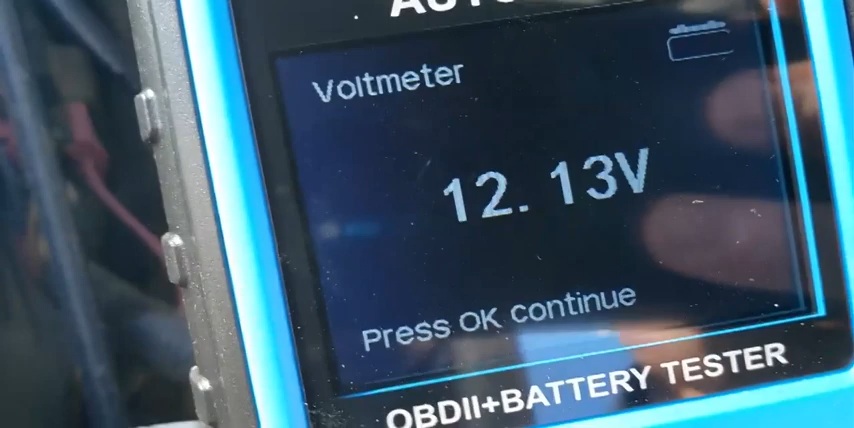 Voltmeter
12.13V
Press OK continue
OBDII+BATTERY TESTER